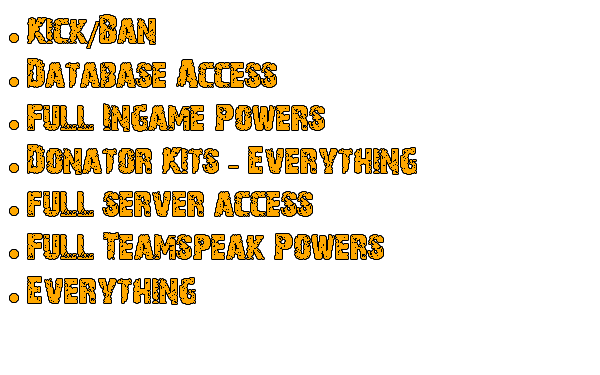 • Kick/Ban
• Database Access
• Full Ingame Powers
• Donator Kits - Everything
• full server access
• Full Teamspeak Powers
• Everything